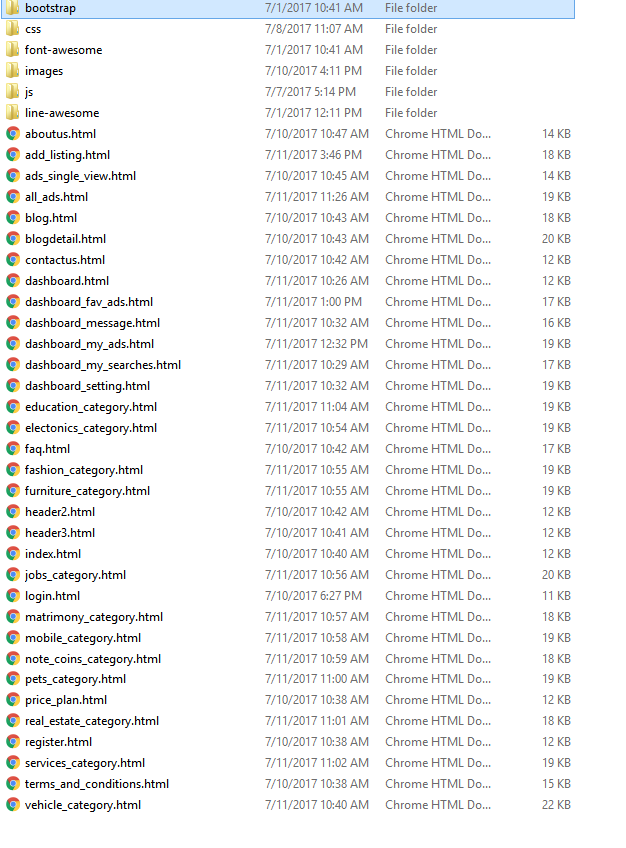 bootstrap 7/1/2017 10:41 AM File folder
css 7/8/2017 11:07 AM File folder
font-awesome 7/1/2017 10:41 AM File folder
images 7/10/2017 4:11 PM File folder
js 7/7/2017 5:14 PM File folder
line-awesome 7/1/2017 12:11 PM File folder
aboutus.html 7/10/2017 10:47 AM Chrome HTML Do... 14 KB
add_listing.html 7/11/2017 3:46 PM Chrome HTML Do... 18 KB
ads_single_view.html 7/10/2017 10:45 AM Chrome HTML Do... 14 KB
all_ads.html 7/11/2017 11:26 AM Chrome HTML Do... 19 KB
blog.html 7/10/2017 10:43 AM Chrome HTML Do... 18 KB
blogdetail.html 7/10/2017 10:43 AM Chrome HTML Do... 20 KB
contactus.html 7/10/2017 10:42 AM Chrome HTML Do... 12 KB
dashboard.html 7/11/2017 10:26 AM Chrome HTML Do... 12 KB
dashboard_fav_ads.html 7/11/2017 1:00 PM Chrome HTML Do... 17 KB
dashboard_message.html 7/11/2017 10:32 AM Chrome HTML Do... 16 KB
dashboard_my_ads.html 7/11/2017 12:32 PM Chrome HTML Do... 19 KB
dashboard_my_searches.html 7/11/2017 10:29 AM Chrome HTML Do... 17 KB
dashboard_setting.html 7/11/2017 10:32 AM Chrome HTML Do... 19 KB
education_category.html 7/11/2017 11:04 AM Chrome HTML Do... 19 KB
electonics_category.html 7/11/2017 10:54 AM Chrome HTML Do... 19 KB
faq.html 7/10/2017 10:42 AM Chrome HTML Do... 17 KB
fashion_category.html 7/11/2017 10:55 AM Chrome HTML Do... 19 KB
furniture_category.html 7/11/2017 10:55 AM Chrome HTML Do... 19 KB
header2.html 7/10/2017 10:42 AM Chrome HTML Do... 12 KB
header3.html 7/10/2017 10:41 AM Chrome HTML Do... 12 KB
index.html 7/10/2017 10:40 AM Chrome HTML Do... 12 KB
jobs_category.html 7/11/2017 10:56 AM Chrome HTML Do... 20 KB
login.html 7/10/2017 6:27 PM Chrome HTML Do... 11 KB
matrimony_category.html 7/11/2017 10:57 AM Chrome HTML Do... 18 KB
mobile_category.html 7/11/2017 10:58 AM Chrome HTML Do... 19 KB
note_coins_category.html 7/11/2017 10:59 AM Chrome HTML Do... 18 KB
pets_category.html 7/11/2017 11:00 AM Chrome HTML Do... 19 KB
price_plan.html 7/10/2017 10:38 AM Chrome HTML Do... 12 KB
real_estate_category.html 7/11/2017 11:01 AM Chrome HTML Do... 18 KB
register.html 7/10/2017 10:38 AM Chrome HTML Do... 12 KB
services_category.html 7/11/2017 11:02 AM Chrome HTML Do... 19 KB
terms_and_conditions.html 7/10/2017 10:38 AM Chrome HTML Do... 15 KB
vehicle_category.html 7/11/2017 10:40 AM Chrome HTML Do... 22 KB